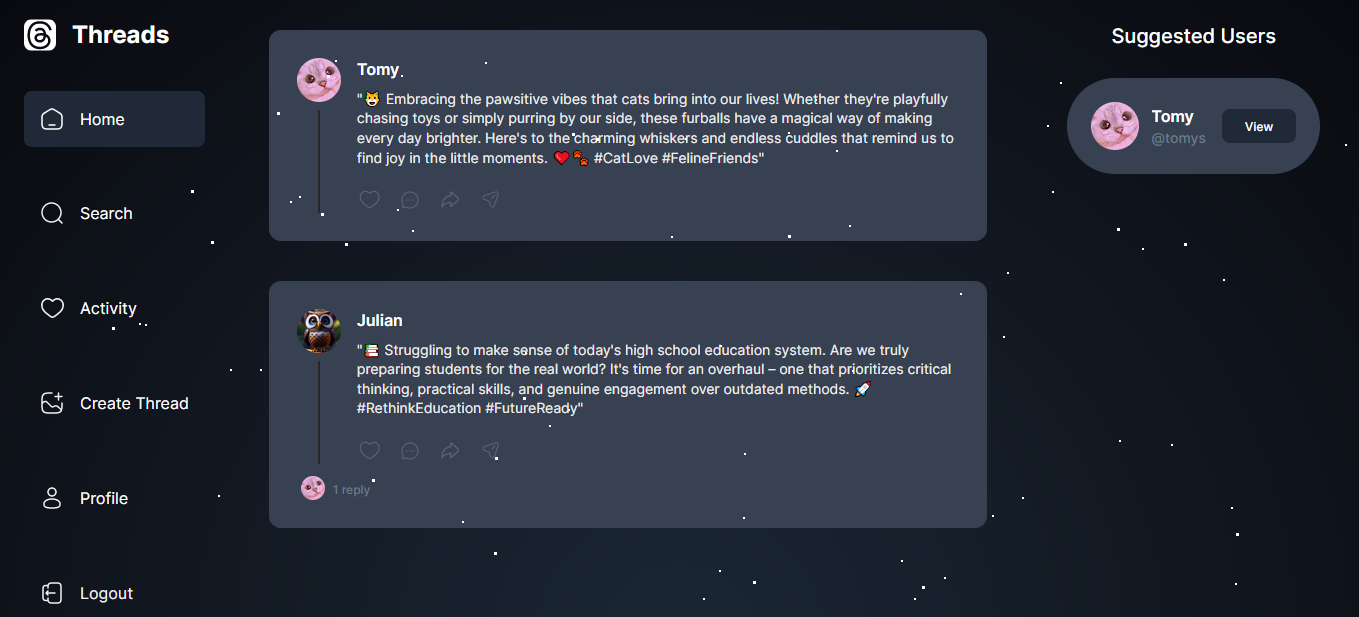 Threads
Home
Search
Activity
Create Thread
Profile
Logout
Tomy
"😺 Embracing the pawsitive vibes that cats bring into our lives! Whether they're playfully
chasing toys or simply purring by our side, these furballs have a magical way of making
every day brighter. Here's to the charming whiskers and endless cuddles that remind us to
find joy in the little moments. ❤️🐾 #CatLove #FelineFriends"
Julian
"📚 Struggling to make sense of today's high school education system. Are we truly
preparing students for the real world? It's time for an overhaul – one that prioritizes critical
thinking, practical skills, and genuine engagement over outdated methods. 🚀
#RethinkEducation #FutureReady"
1 reply
Suggested Users
Tomy
@tomys
View